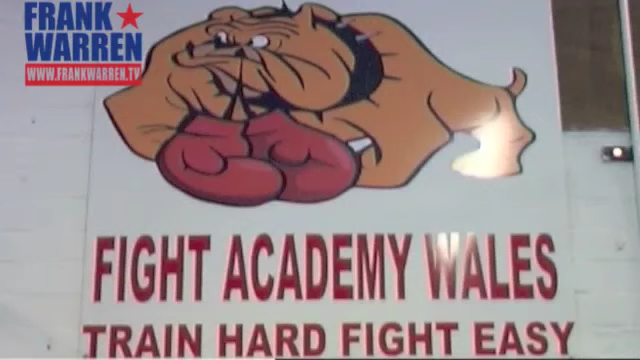 FRANK
WARREN
WWW.FRANKWARREN.TV
FIGHT ACADEMY WALES
TRAIN HARD FIGHT EASY